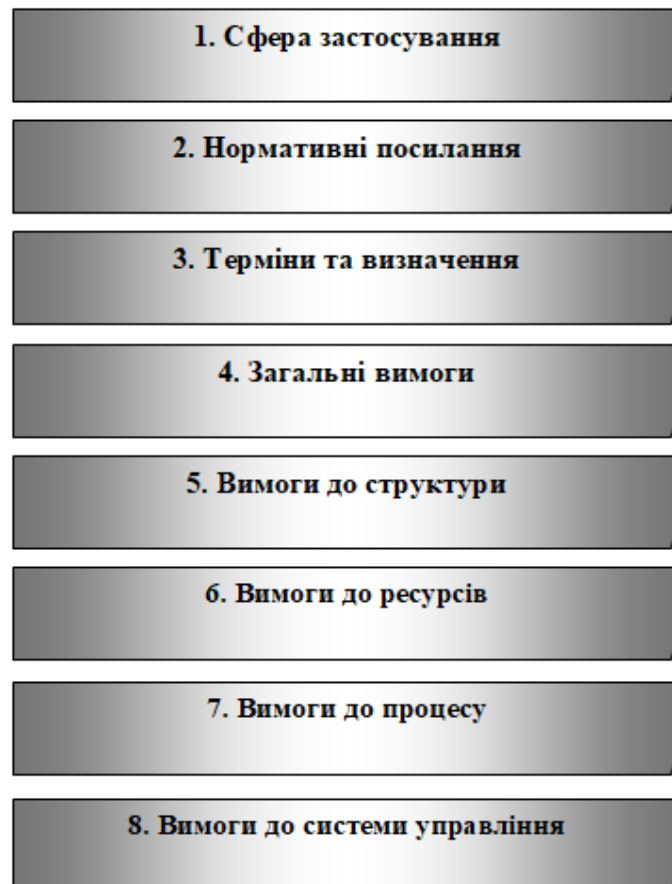 1. Сфера застосування
2. Нормативні посилання
3. Терміни та визначення
4. Загальні вимоги
5. Вимоги до структури
6. Вимоги до ресурсів
7. Вимоги до процесу
8. Вимоги до системи управління